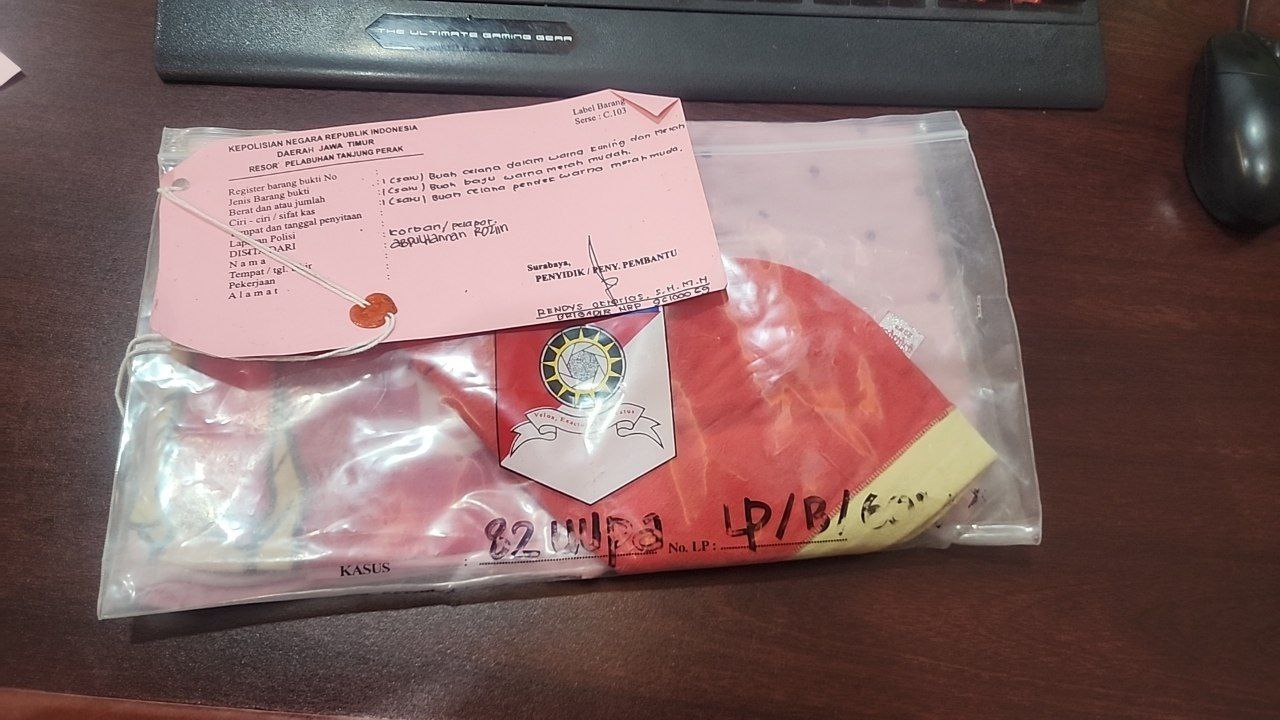 THE ULTIMATE GAMING GEAR
Label Barang
Serse : C.103
KEPOLISIAN NEGARA REPUBLIK INDONESIA
DAERAH JAWA TIMUR
RESOR PELABUHAN TANJUNG PERAK
Register barang bukti No : 1 (satu) Buah celana dalam warna kuning dan merah
Jenis Barang bukti : 1 (satu) Buah baju warna merah mudah.
Berat dan atau jumlah : 1 (satu) Buah celana pendek warna merah muda.
Ciri - ciri / sifat kas
Tempat dan tanggal penyitaan
Laporan Polisi : korban / pelapor.
DISITA DARI
N a m a :
Tempat / tgl.
Pekerjaan :
A l a m a t :
Surabaya,
PENYIDIK / PENY. PEMBANTU
S.H. M.H
BRIGADIR NRP
Velox,
KASUS : 82 UUPA No. LP : LP/B/